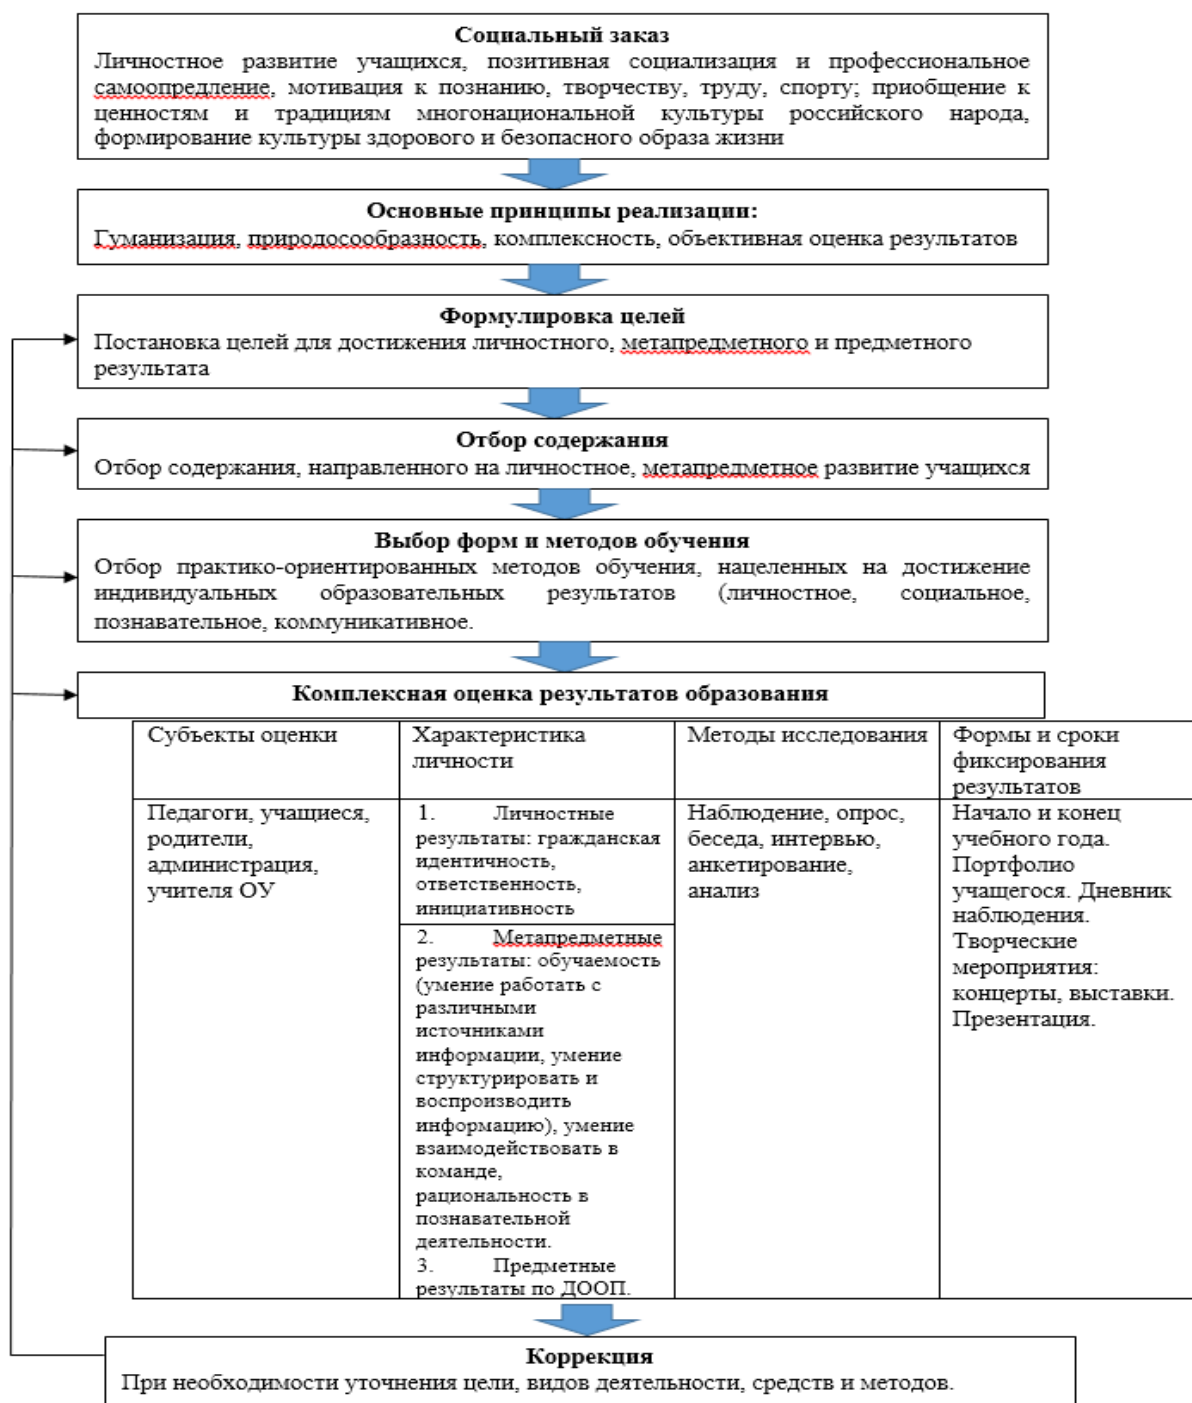 Социальный заказ
Личностное развитие учащихся, позитивная социализация и профессиональное
самоопредление, мотивация к познанию, творчеству, труду, спорту; приобщение к
ценностям и традициям многонациональной культуры российского народа,
формирование культуры здорового и безопасного образа жизни
Основные принципы реализации:
Гуманизация, природосообразность, комплексность, объективная оценка результатов
Формулировка целей
Постановка целей для достижения личностного, метапредметного и предметного
результата
Отбор содержания
Отбор содержания, направленного на личностное, метапредметное развитие учащихся
Выбор форм и методов обучения
Отбор практико-ориентированных методов обучения, нацеленных на достижение
индивидуальных образовательных результатов (личностное, социальное,
познавательное, коммуникативное.
Комплексная оценка результатов образования
Субъекты оценки
Характеристика
личности
Методы исследования
Формы и сроки
фиксирования
результатов
Педагоги, учащиеся,
родители,
администрация,
учителя ОУ
1. Личностные
результаты: гражданская
идентичность,
ответственность,
инициативность
2. Метапредметные
результаты: обучаемость
(умение работать с
различными
источниками
информации, умение
структурировать и
воспроизводить
информацию), умение
взаимодействовать в
команде,
рациональность в
познавательной
деятельности.
3. Предметные
результаты по ДООП.
Наблюдение, опрос,
беседа, интервью,
анкетирование,
анализ
Начало и конец
учебного года.
Портфолио
учащегося. Дневник
наблюдения.
Творческие
мероприятия:
концерты, выставки.
Презентация.
Коррекция
При необходимости уточнения цели, видов деятельности, средств и методов.